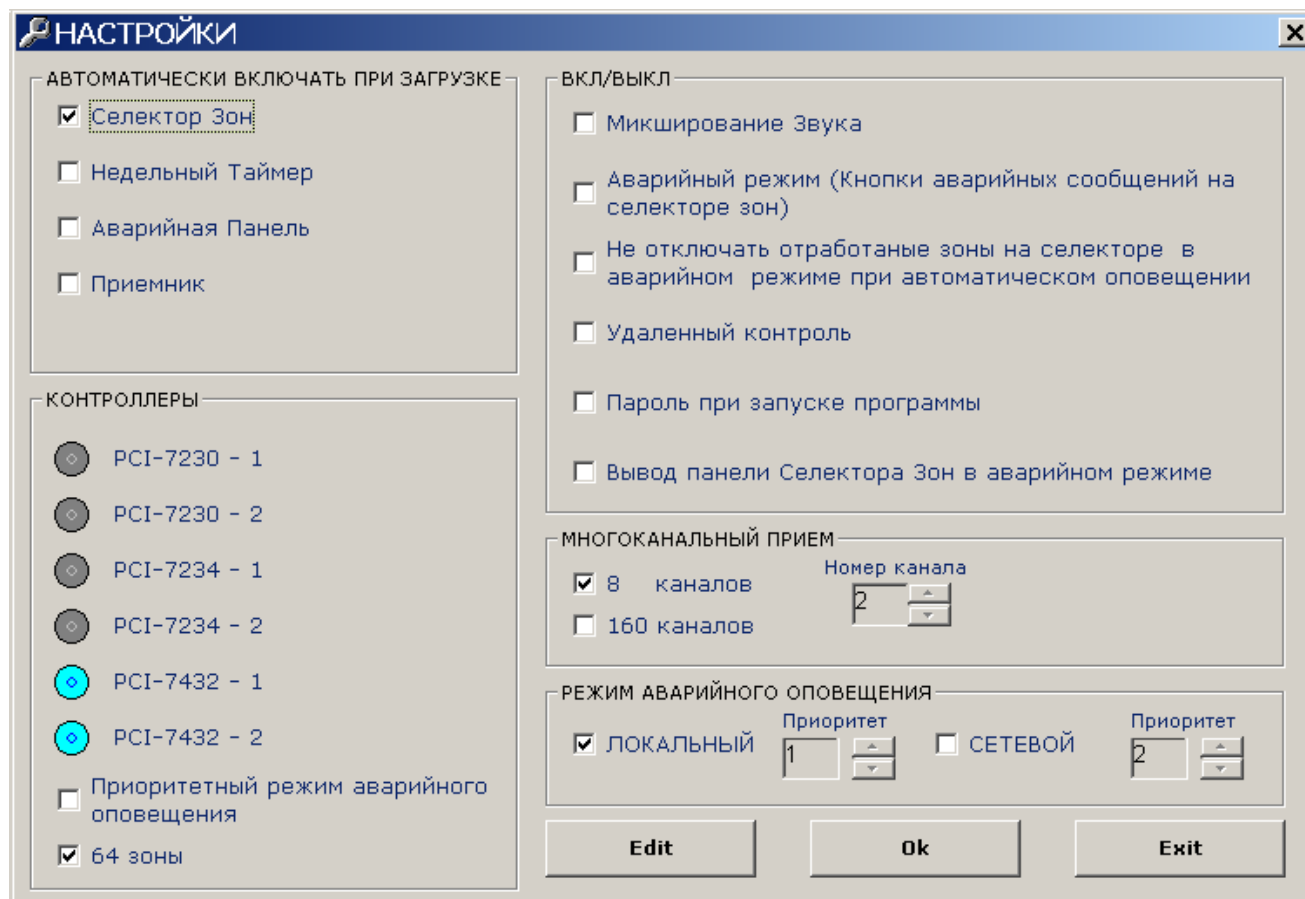 НАСТРОЙКИ
АВТОМАТИЧЕСКИ ВКЛЮЧАТЬ ПРИ ЗАГРУЗКЕ
Селектор Зон
Недельный Таймер
Аварийная Панель
Приемник
КОНТРОЛЛЕРЫ
PCI-7230 - 1
PCI-7230 - 2
PCI-7234 - 1
PCI-7234 - 2
PCI-7432 - 1
PCI-7432 - 2
Приоритетный режим аварийного
оповещения
64 зоны
ВКЛ/ВЫКЛ
Микширование Звука
Аварийный режим (Кнопки аварийных сообщений на
селекторе зон)
Не отключать отработаные зоны на селекторе в
аварийном режиме при автоматическом оповещении
Удаленный контроль
Пароль при запуске программы
Вывод панели Селектора Зон в аварийном режиме
МНОГОКАНАЛЬНЫЙ ПРИЕМ
8 каналов
160 каналов
Номер канала
2
РЕЖИМ АВАРИЙНОГО ОПОВЕЩЕНИЯ
ЛОКАЛЬНЫЙ
Приоритет
1
СЕТЕВОЙ
Приоритет
2
Edit
Ok
Exit